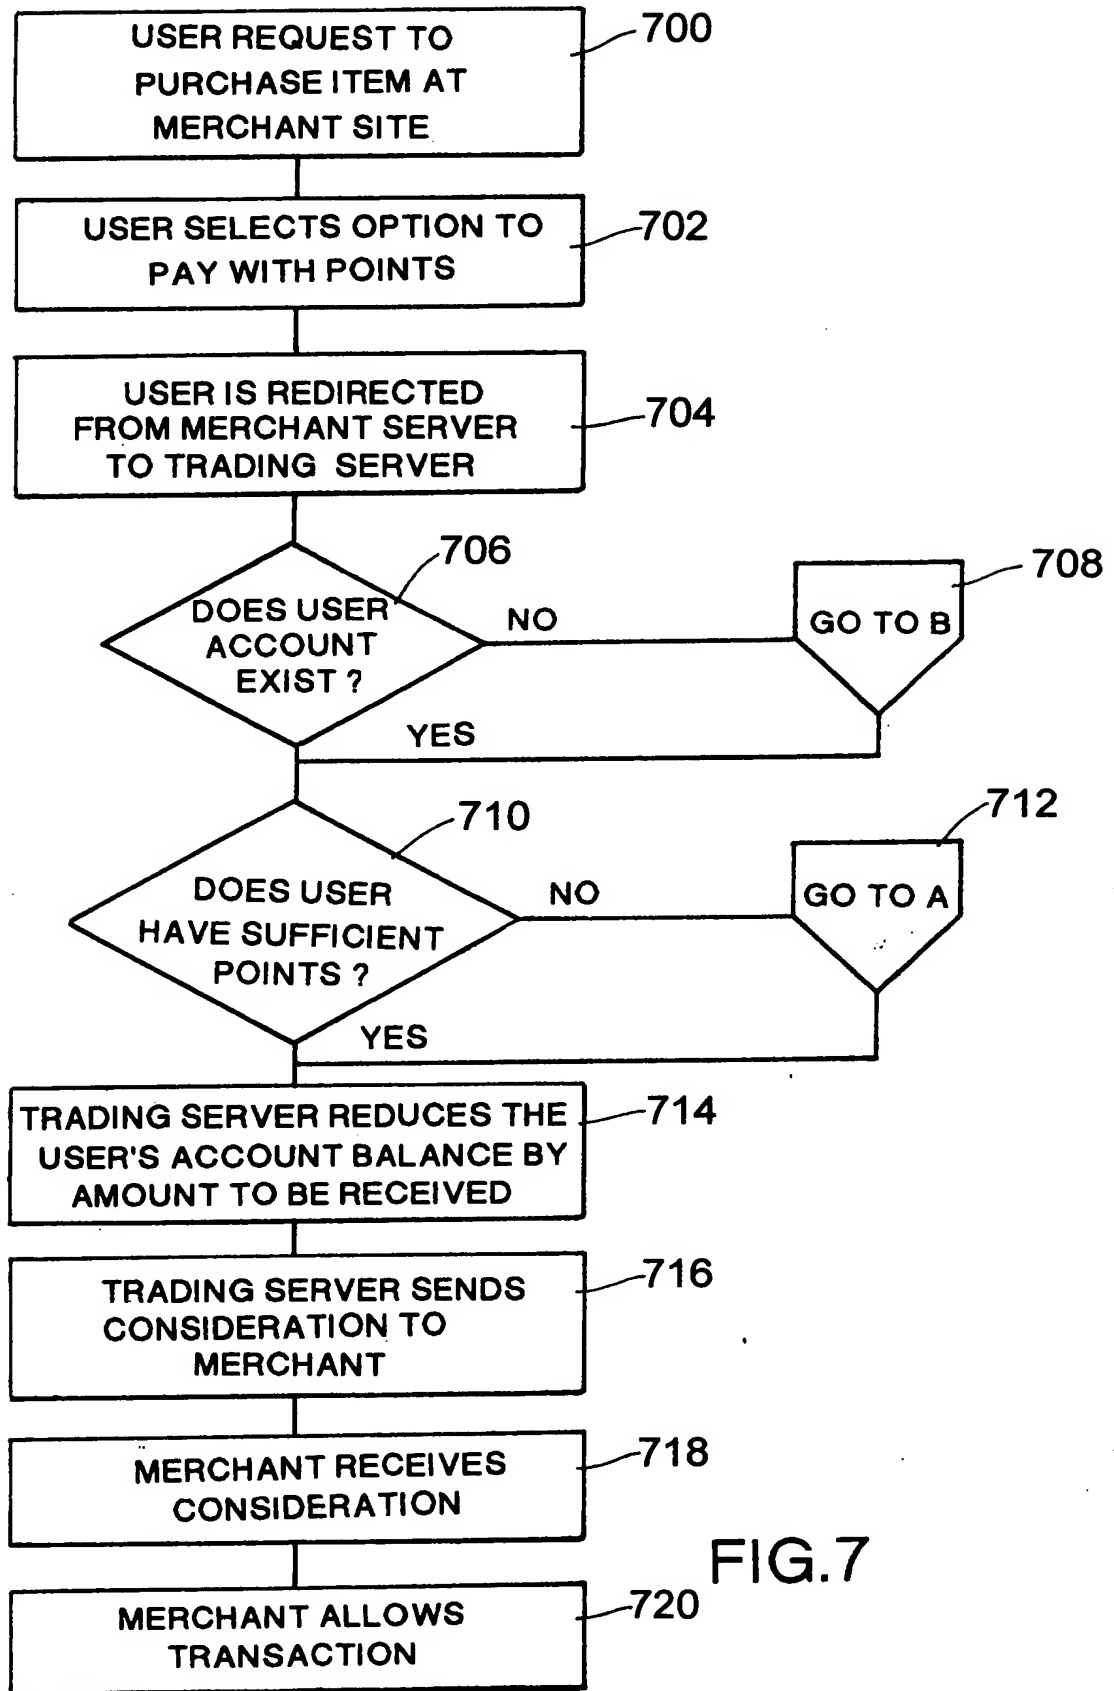 USER REQUEST TO
PURCHASE ITEM AT
MERCHANT SITE
700
USER SELECTS OPTION TO
PAY WITH POINTS
702
USER IS REDIRECTED
FROM MERCHANT SERVER
TO TRADING SERVER
704
DOES USER
ACCOUNT
EXIST ?
706
NO
GO TO B
708
YES
DOES USER
HAVE SUFFICIENT
POINTS ?
710
NO
GO TO A
712
YES
TRADING SERVER REDUCES THE
USER'S ACCOUNT BALANCE BY
AMOUNT TO BE RECEIVED
714
TRADING SERVER SENDS
CONSIDERATION TO
MERCHANT
716
MERCHANT RECEIVES
CONSIDERATION
718
MERCHANT ALLOWS
TRANSACTION
720
FIG.7